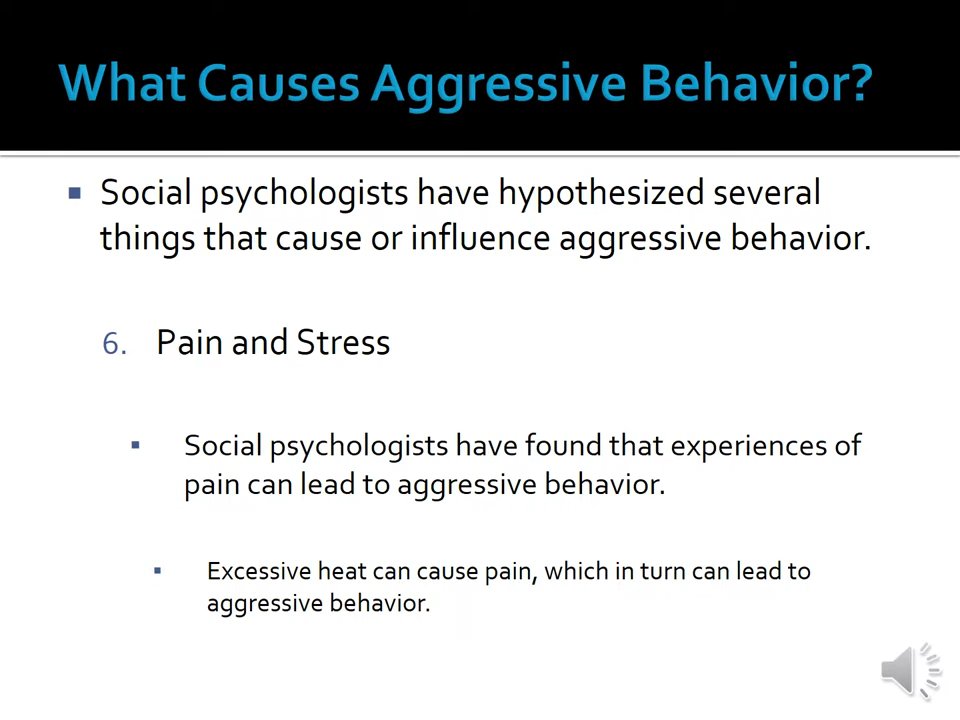 What Causes Aggressive Behavior?
Social psychologists have hypothesized several
things that cause or influence aggressive behavior.
6. Pain and Stress
Social psychologists have found that experiences of
pain can lead to aggressive behavior.
Excessive heat can cause pain, which in turn can lead to
aggressive behavior.